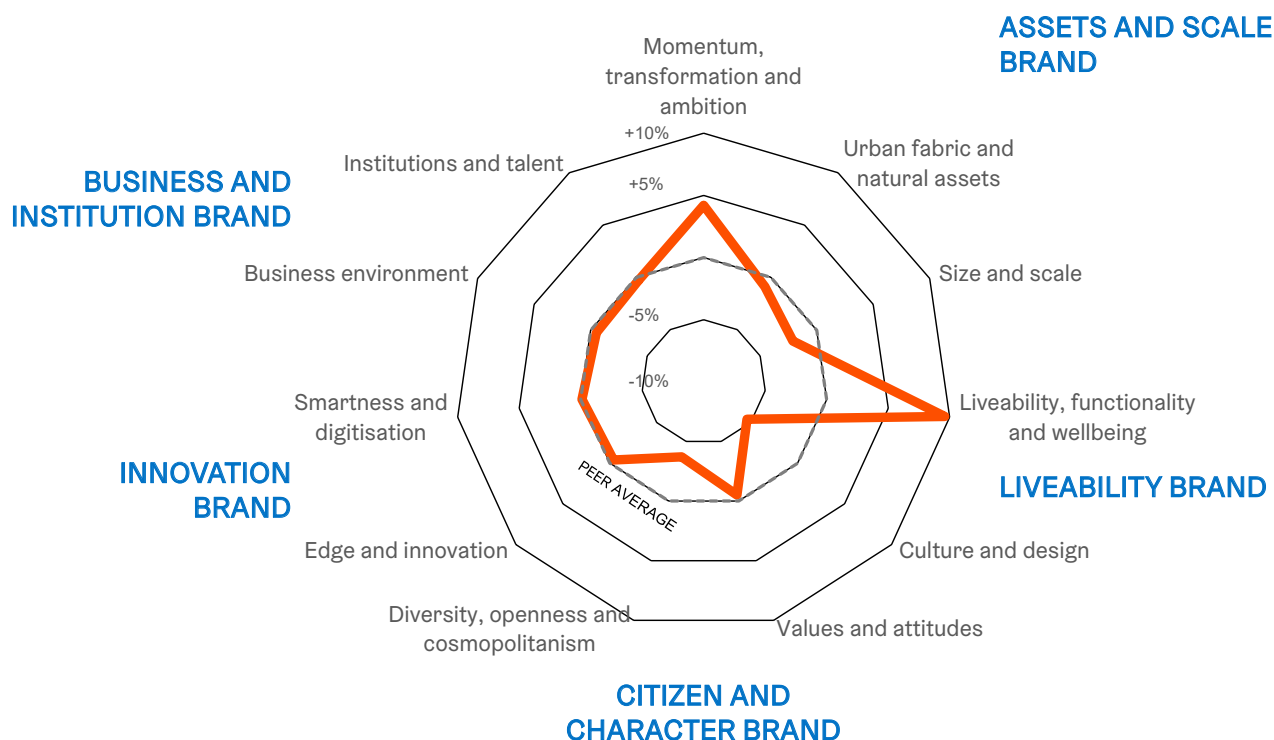 ASSETS AND SCALE
BRAND
Momentum,
transformation and
ambition
+10%
Urban fabric and
natural assets
Institutions and talent
BUSINESS AND
INSTITUTION BRAND
+5%
Business environment
Size and scale
-5%
-10%
Smartness and
digitisation
Liveability, functionality
and wellbeing
INNOVATION
BRAND
PEER AVERAGE
LIVEABILITY BRAND
Edge and innovation
Culture and design
Diversity, openness and
cosmopolitanism
Values and attitudes
CITIZEN AND
CHARACTER BRAND